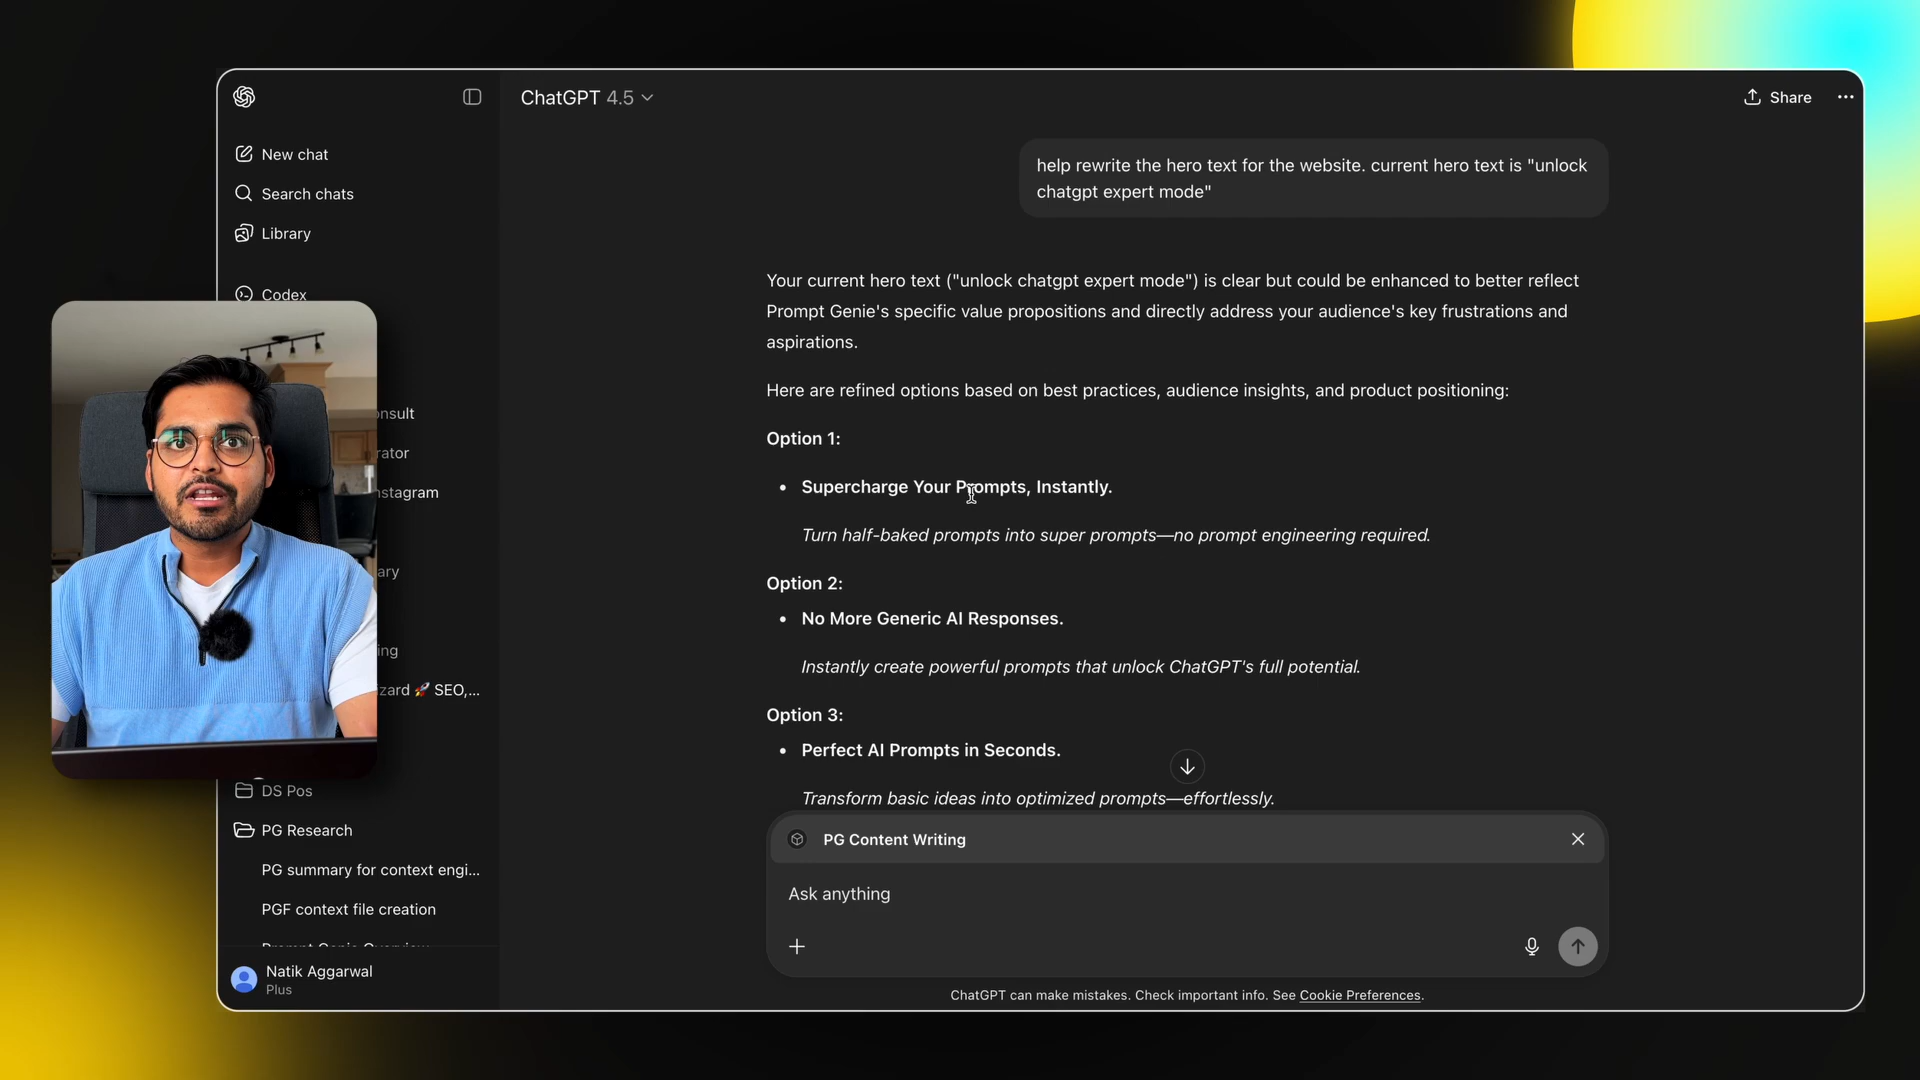 ChatGPT 4.5
Share
New chat
Search chats
Library
Codex
onsult
rator
nstagram
ary
ing
zard 🚀 SEO,...
DS Pos
PG Research
PG summary for context engi...
PGF context file creation
Prompt Genie Overview
Natik Aggarwal
Plus
help rewrite the hero text for the website. current hero text is "unlock
chatgpt expert mode"
Your current hero text ("unlock chatgpt expert mode") is clear but could be enhanced to better reflect
Prompt Genie's specific value propositions and directly address your audience's key frustrations and
aspirations.
Here are refined options based on best practices, audience insights, and product positioning:
Option 1:
• Supercharge Your Prompts, Instantly.
Turn half-baked prompts into super prompts—no prompt engineering required.
Option 2:
• No More Generic AI Responses.
Instantly create powerful prompts that unlock ChatGPT's full potential.
Option 3:
• Perfect AI Prompts in Seconds.
Transform basic ideas into optimized prompts—effortlessly.
PG Content Writing
Ask anything
ChatGPT can make mistakes. Check important info. See Cookie Preferences.